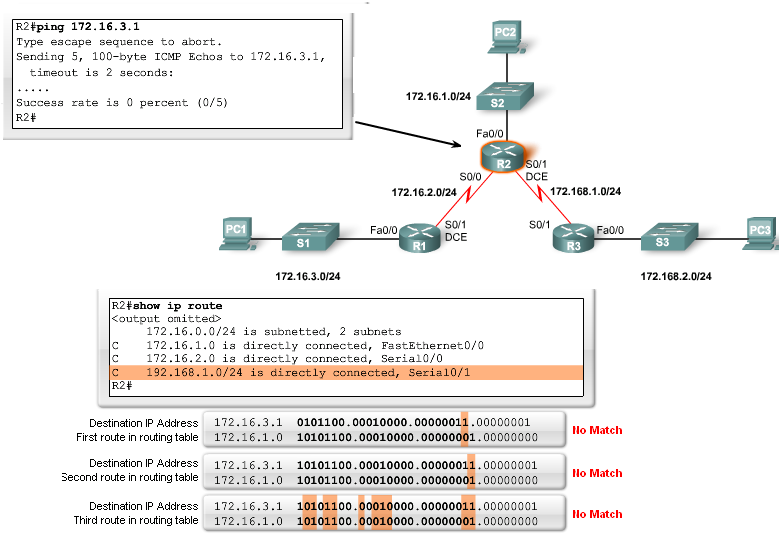 R2#ping 172.16.3.1
Type escape sequence to abort.
Sending 5, 100-byte ICMP Echos to 172.16.3.1,
timeout is 2 seconds:
.....
Success rate is 0 percent (0/5)
R2#
PC2
172.16.1.0/24
S2
Fa0/0
R2
S0/0
S0/1
DCE
172.16.2.0/24
172.168.1.0/24
PC1
S1
Fa0/0
S0/1
DCE
R1
S0/1
R3
Fa0/0
S3
PC3
172.16.3.0/24
172.168.2.0/24
R2#show ip route
<output omitted>
172.16.0.0/24 is subnetted, 2 subnets
C 172.16.1.0 is directly connected, FastEthernet0/0
C 172.16.2.0 is directly connected, Serial0/0
C 192.168.1.0/24 is directly connected, Serial0/1
R2#
Destination IP Address 172.16.3.1 0101100.00010000.00000011.00000001
First route in routing table 172.16.1.0 10101100.00010000.00000001.00000000
No Match
Destination IP Address 172.16.3.1 10101100.00010000.00000011.00000001
Second route in routing table 172.16.1.0 10101100.00010000.00000001.00000000
No Match
Destination IP Address 172.16.3.1 10101100.00010000.00000011.00000001
Third route in routing table 172.16.1.0 10101100.00010000.00000001.00000000
No Match